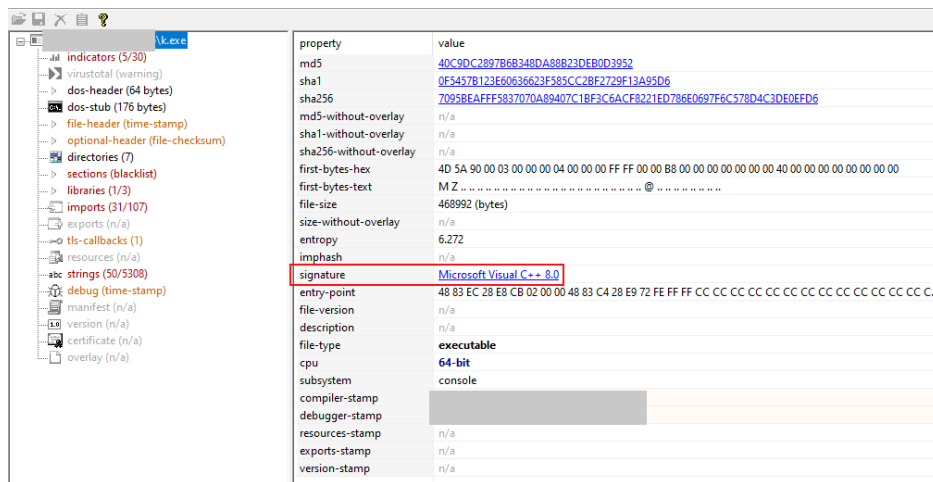 \k.exe
indicators (5/30)
virustotal (warning)
dos-header (64 bytes)
dos-stub (176 bytes)
file-header (time-stamp)
optional-header (file-checksum)
directories (7)
sections (blacklist)
libraries (1/3)
imports (31/107)
exports (n/a)
tls-callbacks (1)
resources (n/a)
abc strings (50/5308)
debug (time-stamp)
manifest (n/a)
1.0 version (n/a)
certificate (n/a)
overlay (n/a)
property value
md5 40C9DC2897B6B348DA88B23DEB0D3952
sha1 0F5457B123E60636623F585CC2BF2729F13A95D6
sha256 7095BEAFFF5837070A89407C1BF3C6ACF8221ED786E0697F6C578D4C3DE0EFD6
md5-without-overlay n/a
sha1-without-overlay n/a
sha256-without-overlay n/a
first-bytes-hex 4D 5A 90 00 03 00 00 00 04 00 00 00 FF FF 00 00 B8 00 00 00 00 00 00 00 40 00 00 00 00 00 00 00
first-bytes-text M Z .. .. .. .. .. .. .. .. .. .. .. .. .. .. .. .. .. .. .. .. .. .. @ .. .. .. .. .. .. ..
file-size 468992 (bytes)
size-without-overlay n/a
entropy 6.272
imphash n/a
signature Microsoft Visual C++ 8.0
entry-point 48 83 EC 28 E8 CB 02 00 00 48 83 C4 28 E9 72 FE FF FF CC CC CC CC CC CC CC CC CC CC CC CC CC C.
file-version n/a
description n/a
file-type executable
cpu 64-bit
subsystem console
compiler-stamp
debugger-stamp
resources-stamp n/a
exports-stamp n/a
version-stamp n/a